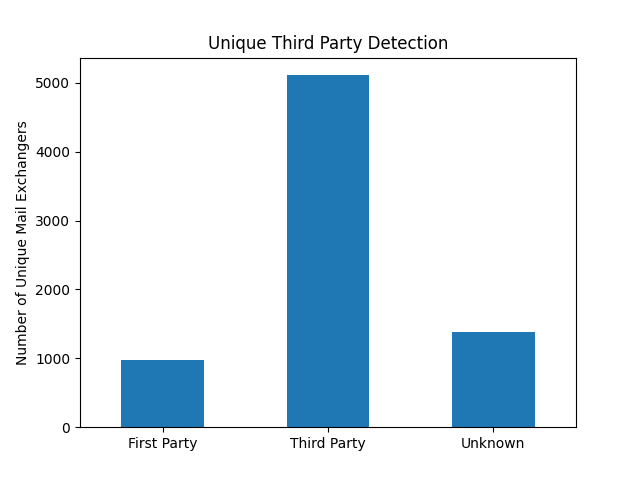 Unique Third Party Detection
Number of Unique Mail Exchangers
5000
4000
3000
2000
1000
0
First Party
Third Party
Unknown